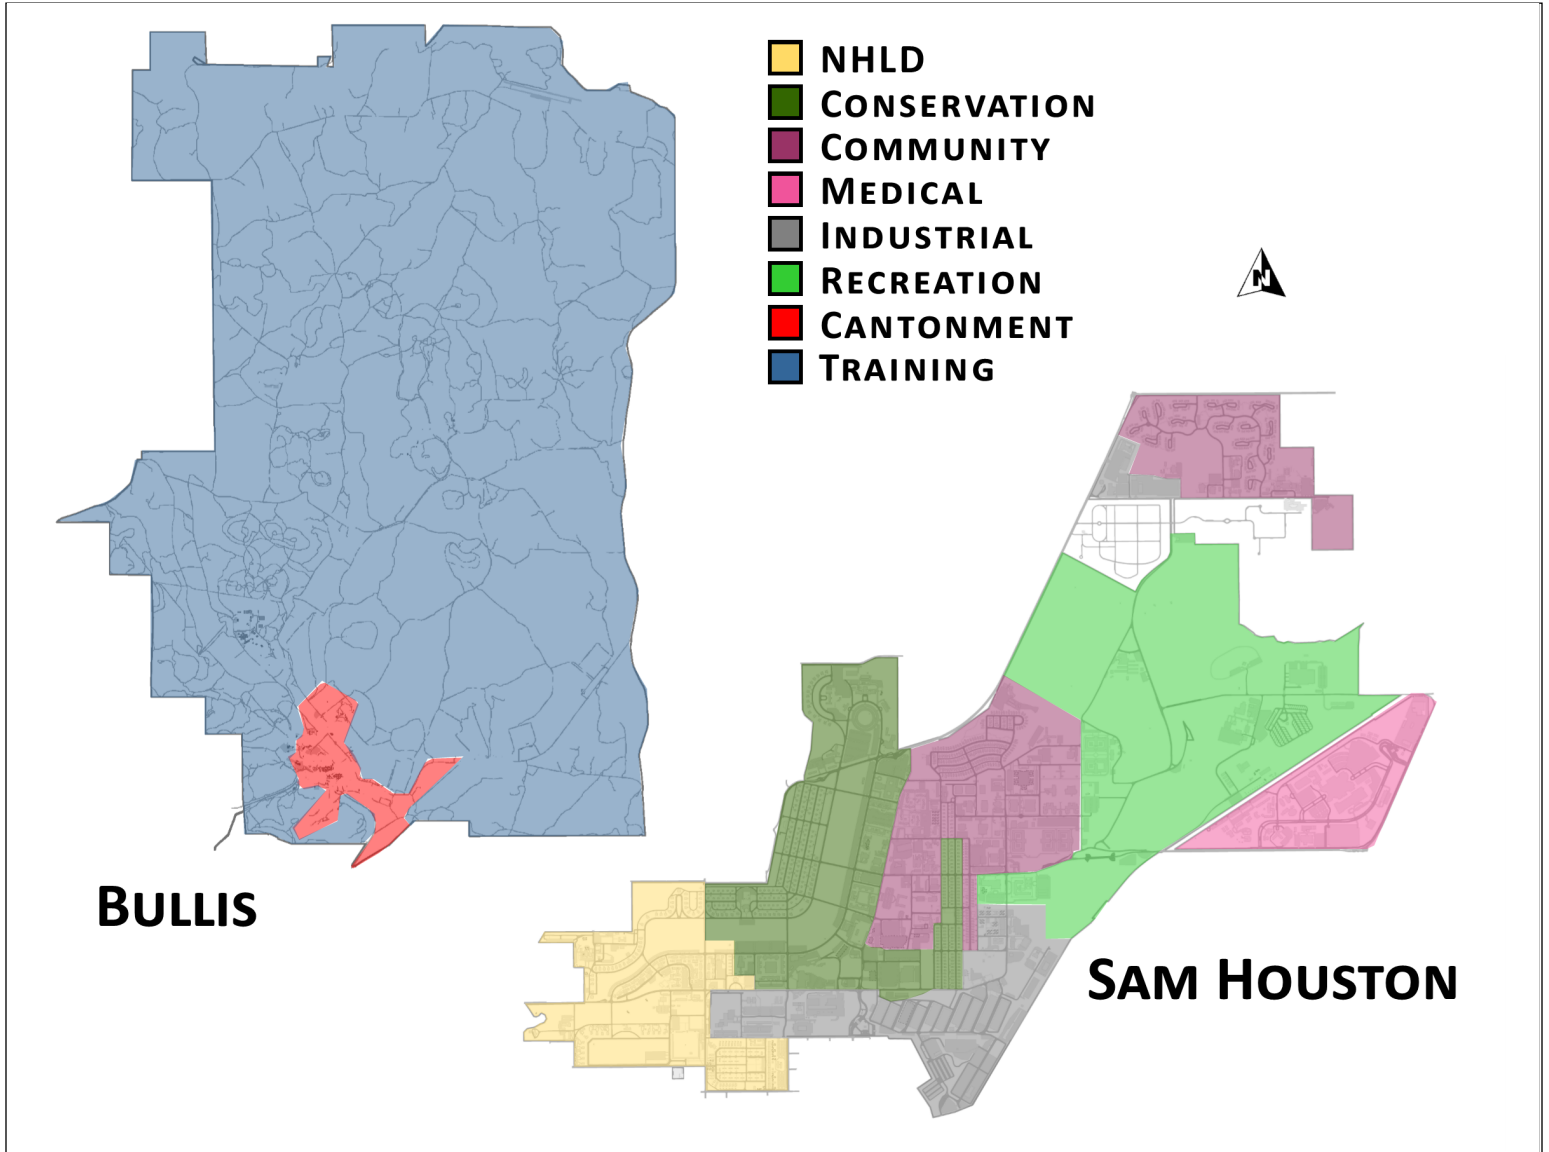 NHLD
CONSERVATION
COMMUNITY
MEDICAL
INDUSTRIAL
RECREATION
CANTONMENT
TRAINING
N
BULLIS
SAM HOUSTON